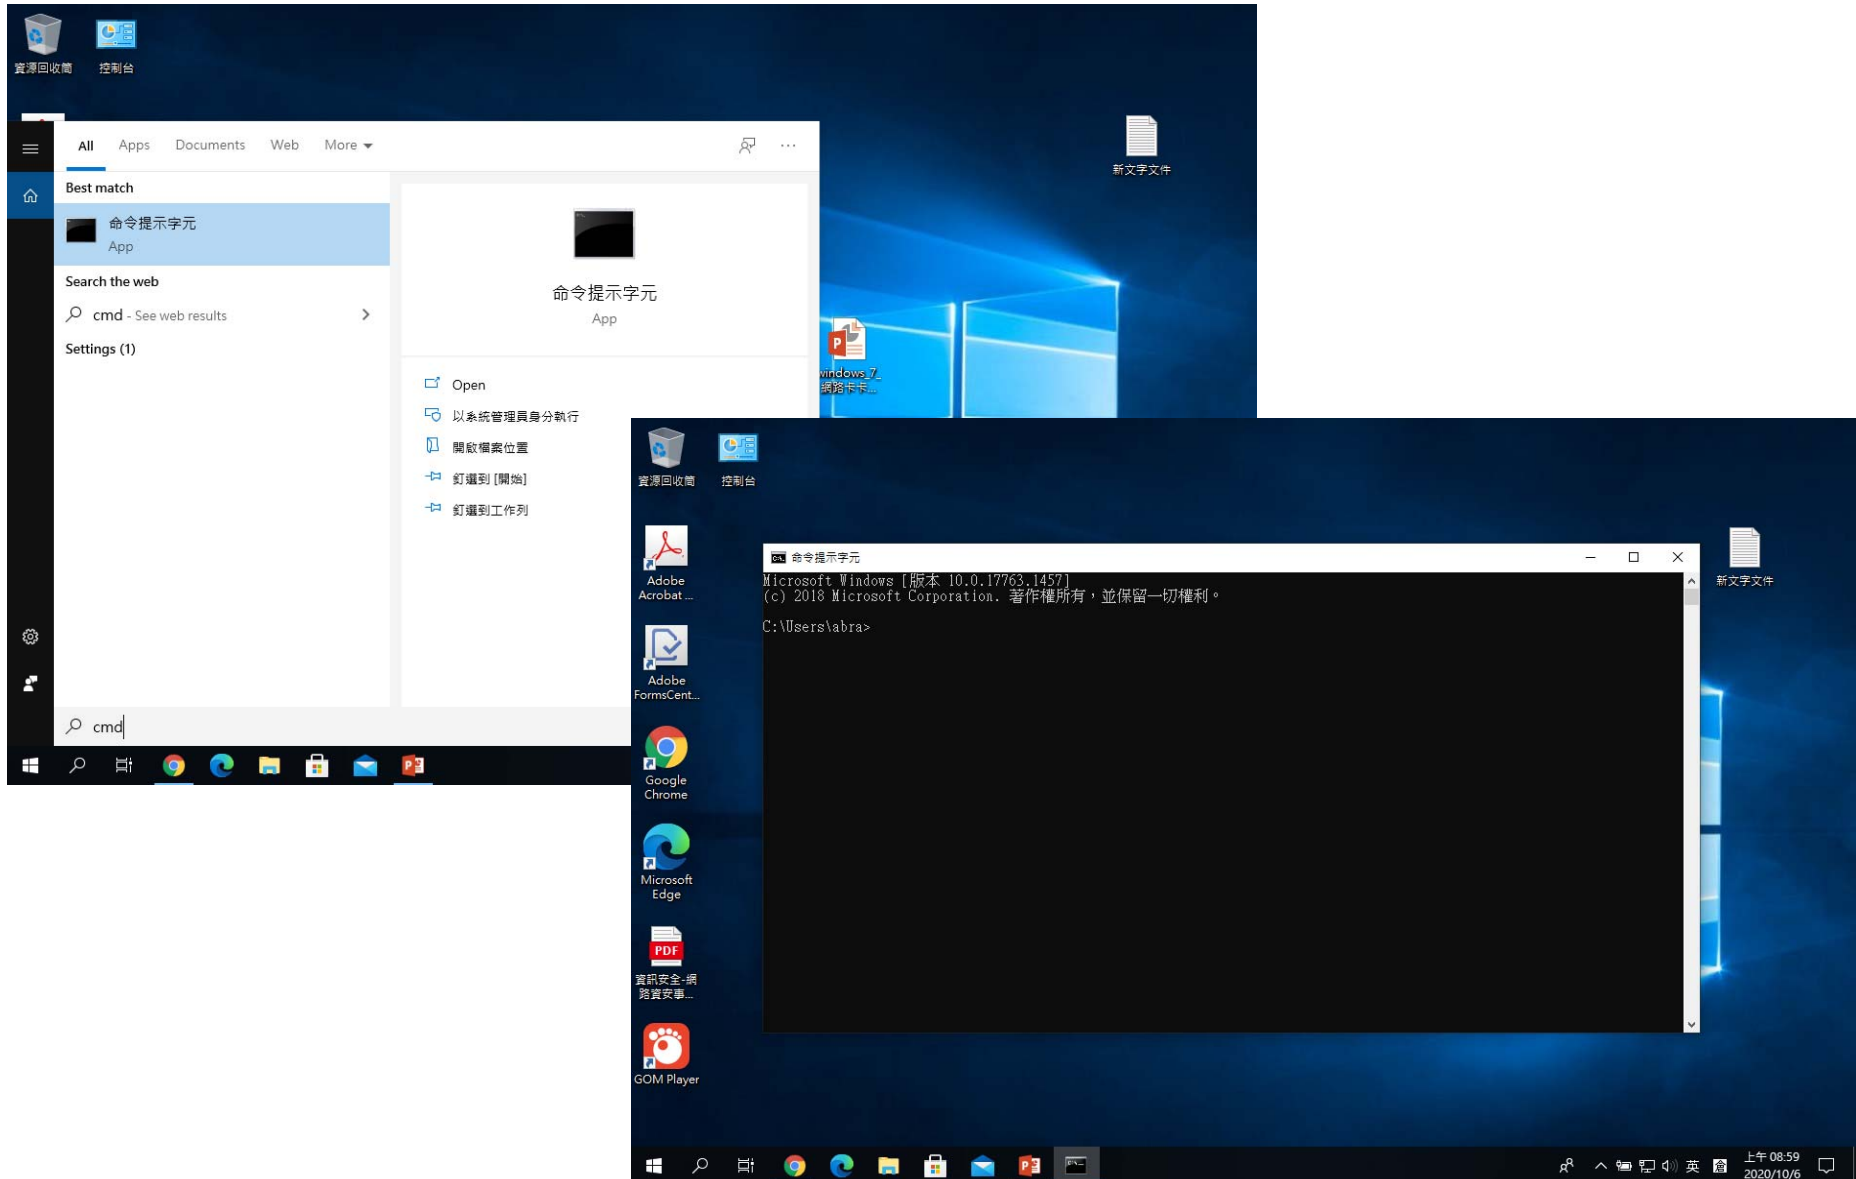 資源回收筒
控制台
新文字文件
All
Apps
Documents
Web
More
Best match
命令提示字元
App
Search the web
cmd - See web results
Settings (1)
命令提示字元
App
Open
以系統管理員身分執行
開啟檔案位置
釘選到 [開始]
釘選到工作列
windows_7_
網路卡卡...
cmd
資源回收筒
控制台
Adobe
Acrobat ...
Adobe
FormsCent...
Google
Chrome
Microsoft
Edge
PDF
資訊安全-網
路資安事...
GOM Player
新文字文件
命令提示字元
Microsoft Windows [版本 10.0.17763.1457]
(c) 2018 Microsoft Corporation. 著作權所有，並保留一切權利。
C:\Users\abra>
英
倉
上午 08:59
2020/10/6